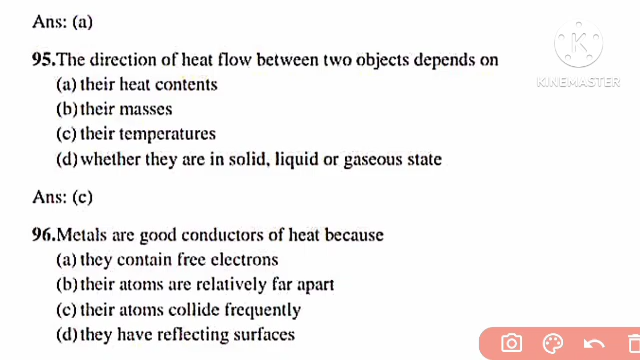 Ans: (a)
95.The direction of heat flow between two objects depends on
(a) their heat contents
(b) their masses
(c) their temperatures
(d) whether they are in solid, liquid or gaseous state
Ans: (c)
96.Metals are good conductors of heat because
(a) they contain free electrons
(b) their atoms are relatively far apart
(c) their atoms collide frequently
(d) they have reflecting surfaces
K
KINEMASTER